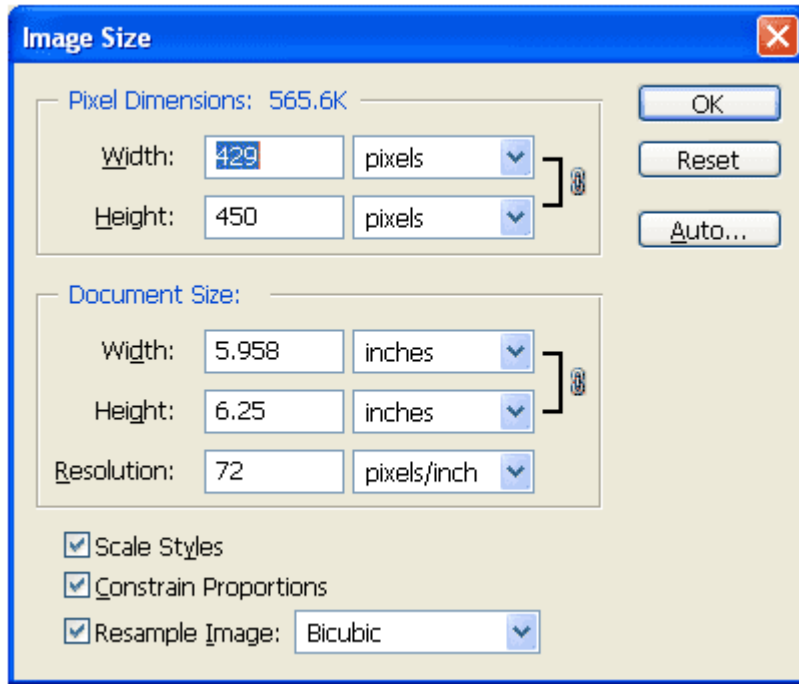 Image Size
Pixel Dimensions: 565.6K
Width: 429 pixels
Height: 450 pixels
OK
Reset
Auto...
Document Size:
Width: 5.958 inches
Height: 6.25 inches
Resolution: 72 pixels/inch
Scale Styles
Constrain Proportions
Resample Image: Bicubic